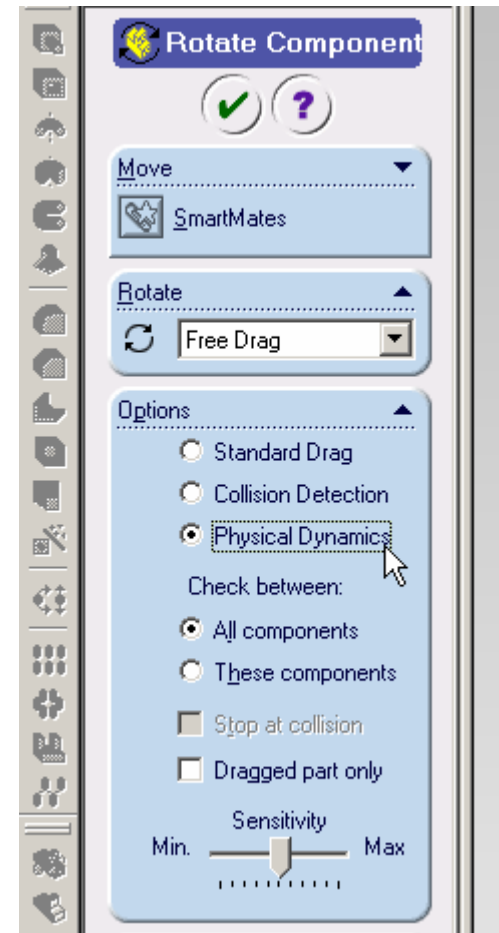 Rotate Component
?
Move
SmartMates
Rotate
Free Drag
Options
Standard Drag
Collision Detection
Physical Dynamics
Check between:
All components
These components
Stop at collision
Dragged part only
Sensitivity
Min. Max